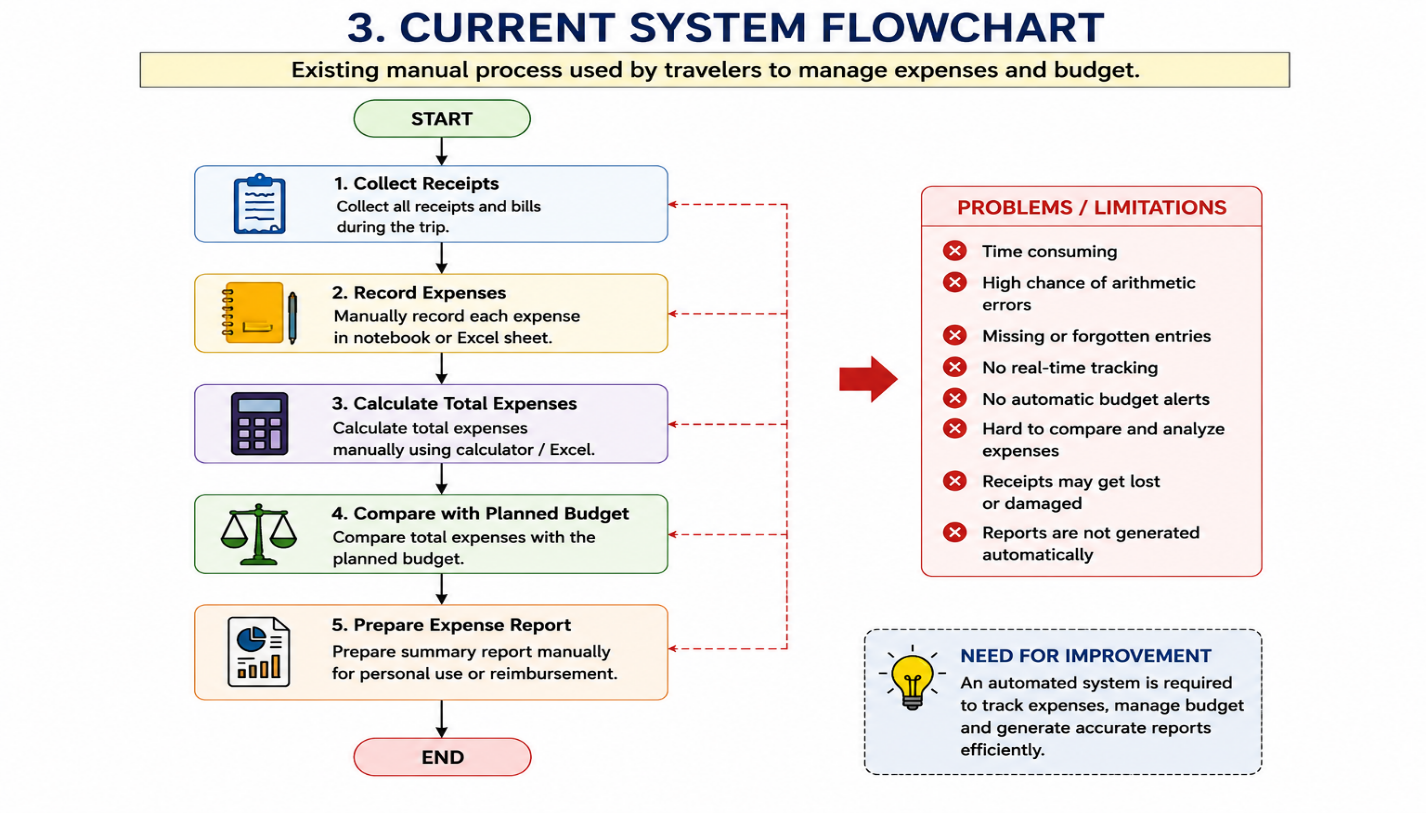 3. CURRENT SYSTEM FLOWCHART
Existing manual process used by travelers to manage expenses and budget.
START
1. Collect Receipts
Collect all receipts and bills
during the trip.
2. Record Expenses
Manually record each expense
in notebook or Excel sheet.
3. Calculate Total Expenses
Calculate total expenses
manually using calculator / Excel.
4. Compare with Planned Budget
Compare total expenses with the
planned budget.
5. Prepare Expense Report
Prepare summary report manually
for personal use or reimbursement.
END
PROBLEMS / LIMITATIONS
Time consuming
High chance of arithmetic
errors
Missing or forgotten entries
No real-time tracking
No automatic budget alerts
Hard to compare and analyze
expenses
Receipts may get lost
or damaged
Reports are not generated
automatically
NEED FOR IMPROVEMENT
An automated system is required
to track expenses, manage budget
and generate accurate reports
efficiently.